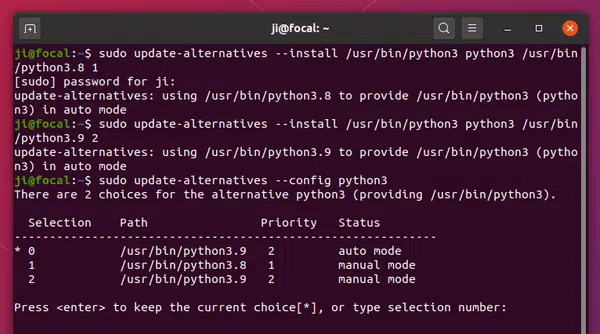 ji@focal: ~
ji@focal:~$ sudo update-alternatives --install /usr/bin/python3 python3 /usr/bin
/python3.8 1
[sudo] password for ji:
update-alternatives: using /usr/bin/python3.8 to provide /usr/bin/python3 (pytho
n3) in auto mode
ji@focal:~$ sudo update-alternatives --install /usr/bin/python3 python3 /usr/bin
/python3.9 2
update-alternatives: using /usr/bin/python3.9 to provide /usr/bin/python3 (pytho
n3) in auto mode
ji@focal:~$ sudo update-alternatives --config python3
There are 2 choices for the alternative python3 (providing /usr/bin/python3).
Selection    Path                Priority   Status
------------------------------------------------------------
* 0            /usr/bin/python3.9   2         auto mode
1            /usr/bin/python3.8   1         manual mode
2            /usr/bin/python3.9   2         manual mode
Press <enter> to keep the current choice[*], or type selection number: